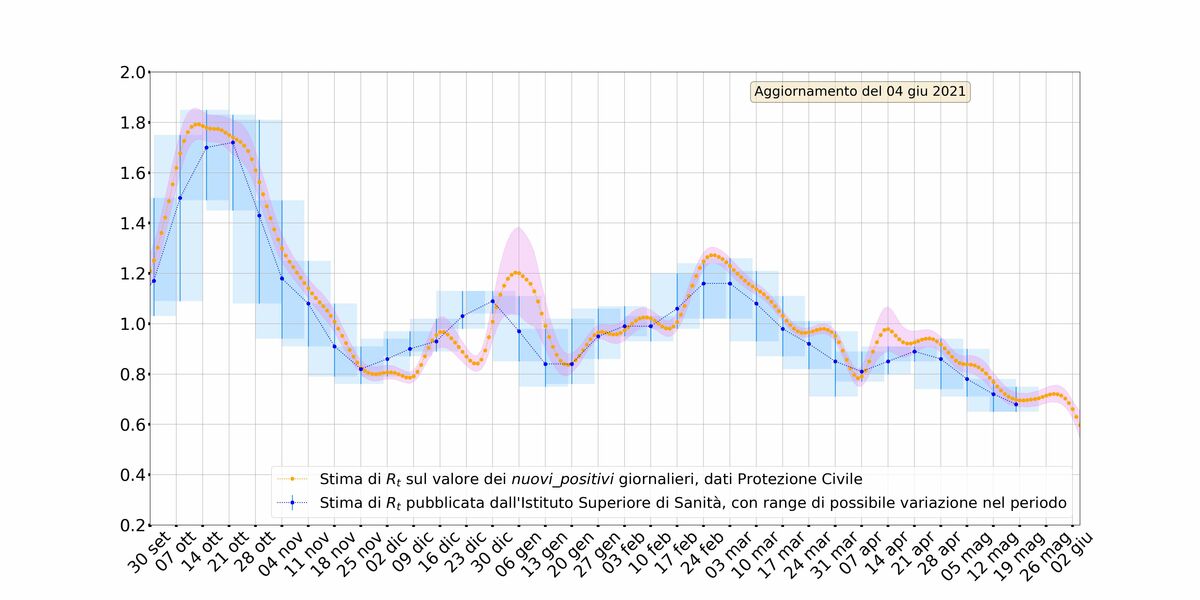 Aggiornamento del 04 giu 2021
2.0
1.8
1.6
1.4
1.2
1.0
0.8
0.6
0.4
0.2
Stima di Rt sul valore dei nuovi_positivi giornalieri, dati Protezione Civile
Stima di Rt pubblicata dall'Istituto Superiore di Sanità, con range di possibile variazione nel periodo
30 set
07 ott
14 ott
21 ott
28 ott
04 nov
11 nov
18 nov
25 nov
02 dic
09 dic
16 dic
23 dic
30 dic
06 gen
13 gen
20 gen
27 gen
03 feb
10 feb
17 feb
24 feb
03 mar
10 mar
17 mar
24 mar
31 mar
07 apr
14 apr
21 apr
28 apr
05 mag
12 mag
19 mag
26 mag
02 giu